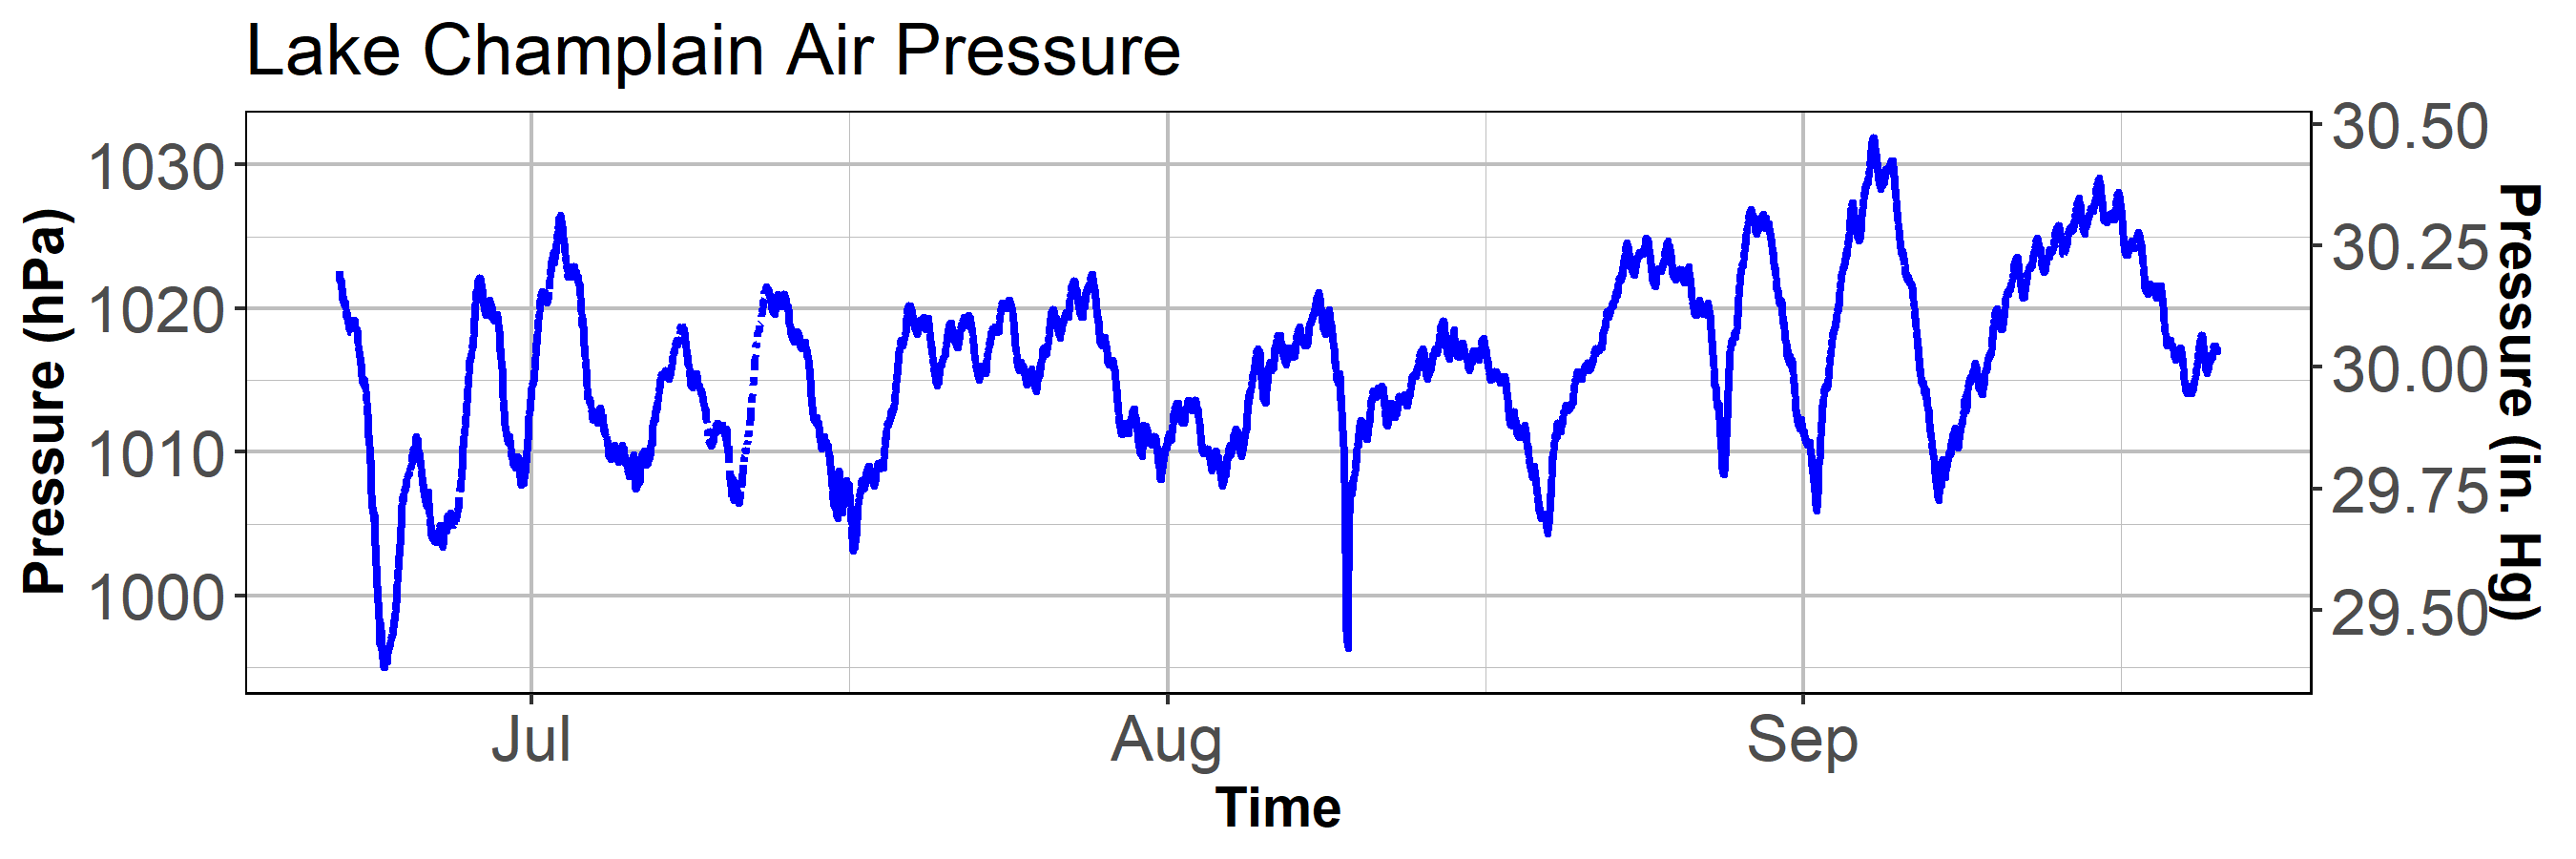 Lake Champlain Air Pressure
Pressure (hPa)
1030
1020
1010
1000
30.50
30.25
30.00
29.75
29.50
Pressure (in. Hg)
Jul
Aug
Sep
Time